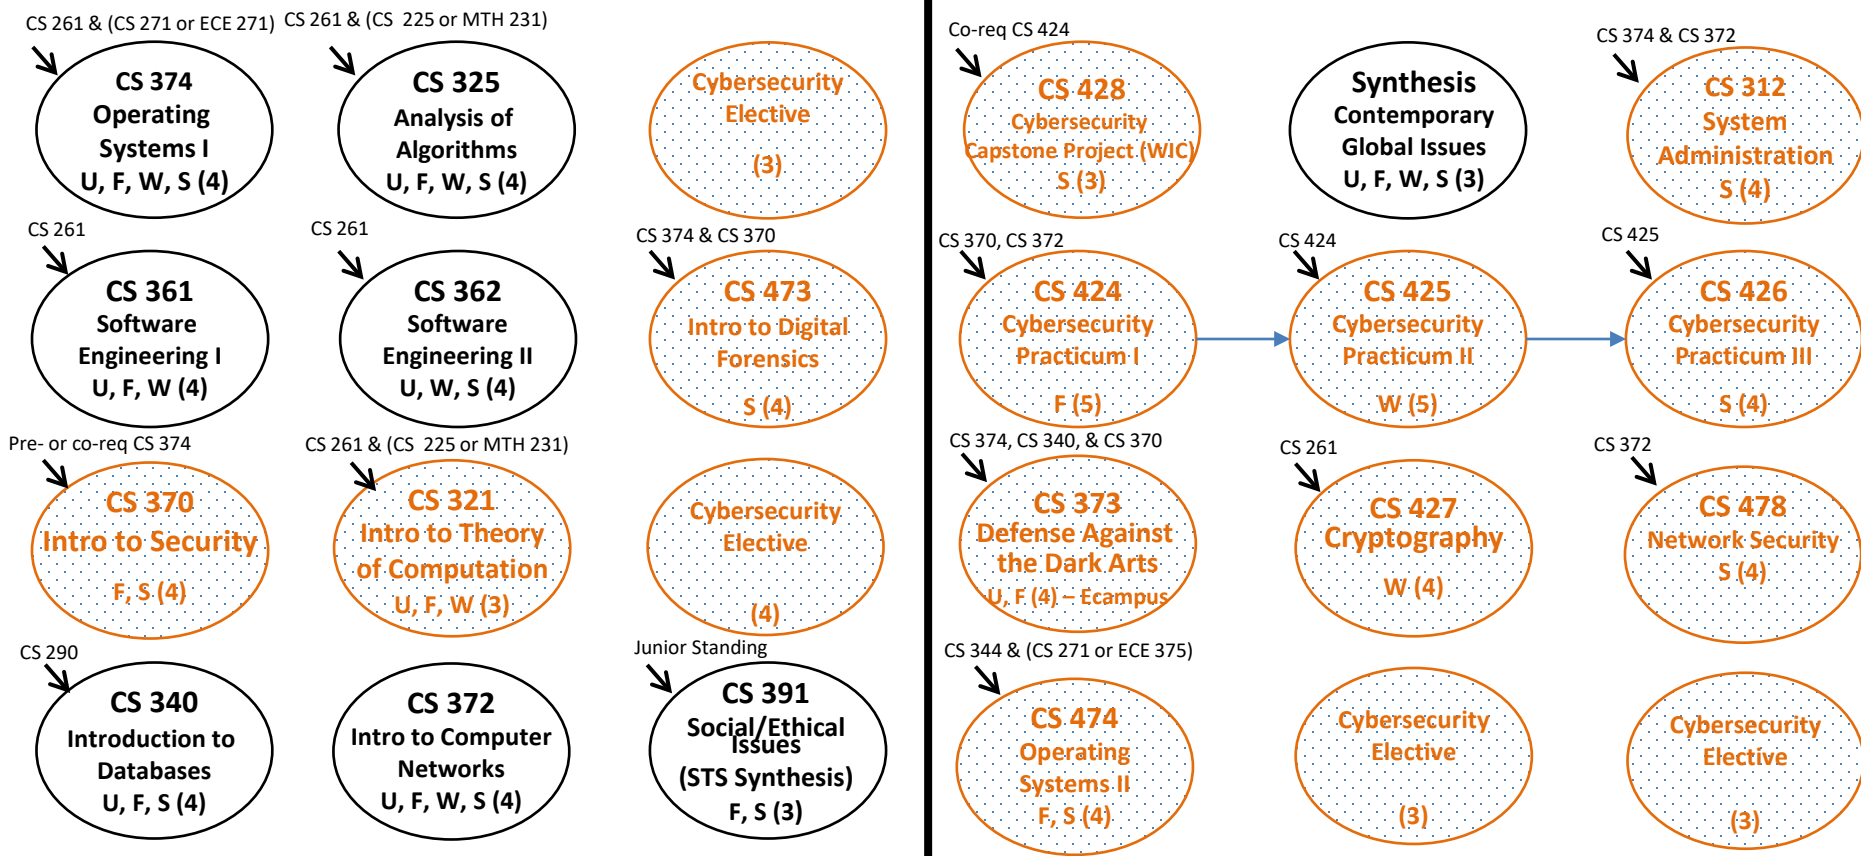 CS 261 & (CS 271 or ECE 271)
CS 374
Operating
Systems I
U, F, W, S (4)
CS 261 & (CS  225 or MTH 231)
CS 325
Analysis of
Algorithms
U, F, W, S (4)
Cybersecurity
Elective
(3)
CS 261
CS 361
Software
Engineering I
U, F, W (4)
CS 261
CS 362
Software
Engineering II
U, W, S (4)
CS 374 & CS 370
CS 473
Intro to Digital
Forensics
S (4)
Pre- or co-req CS 374
CS 370
Intro to Security
F, S (4)
CS 261 & (CS  225 or MTH 231)
CS 321
Intro to Theory
of Computation
U, F, W (3)
Cybersecurity
Elective
(4)
CS 290
CS 340
Introduction to
Databases
U, F, S (4)
CS 372
Intro to Computer
Networks
U, F, W, S (4)
Junior Standing
CS 391
Social/Ethical
Issues
(STS Synthesis)
F, S (3)
Co-req CS 424
CS 428
Cybersecurity
Capstone Project (WIC)
S (3)
Synthesis
Contemporary
Global Issues
U, F, W, S (3)
CS 374 & CS 372
CS 312
System
Administration
S (4)
CS 370, CS 372
CS 424
Cybersecurity
Practicum I
F (5)
CS 424
CS 425
Cybersecurity
Practicum II
W (5)
CS 425
CS 426
Cybersecurity
Practicum III
S (4)
CS 374, CS 340, & CS 370
CS 373
Defense Against
the Dark Arts
U, F (4) – Ecampus
CS 261
CS 427
Cryptography
W (4)
CS 372
CS 478
Network Security
S (4)
CS 344 & (CS 271 or ECE 375)
CS 474
Operating
Systems II
F, S (4)
Cybersecurity
Elective
(3)
Cybersecurity
Elective
(3)